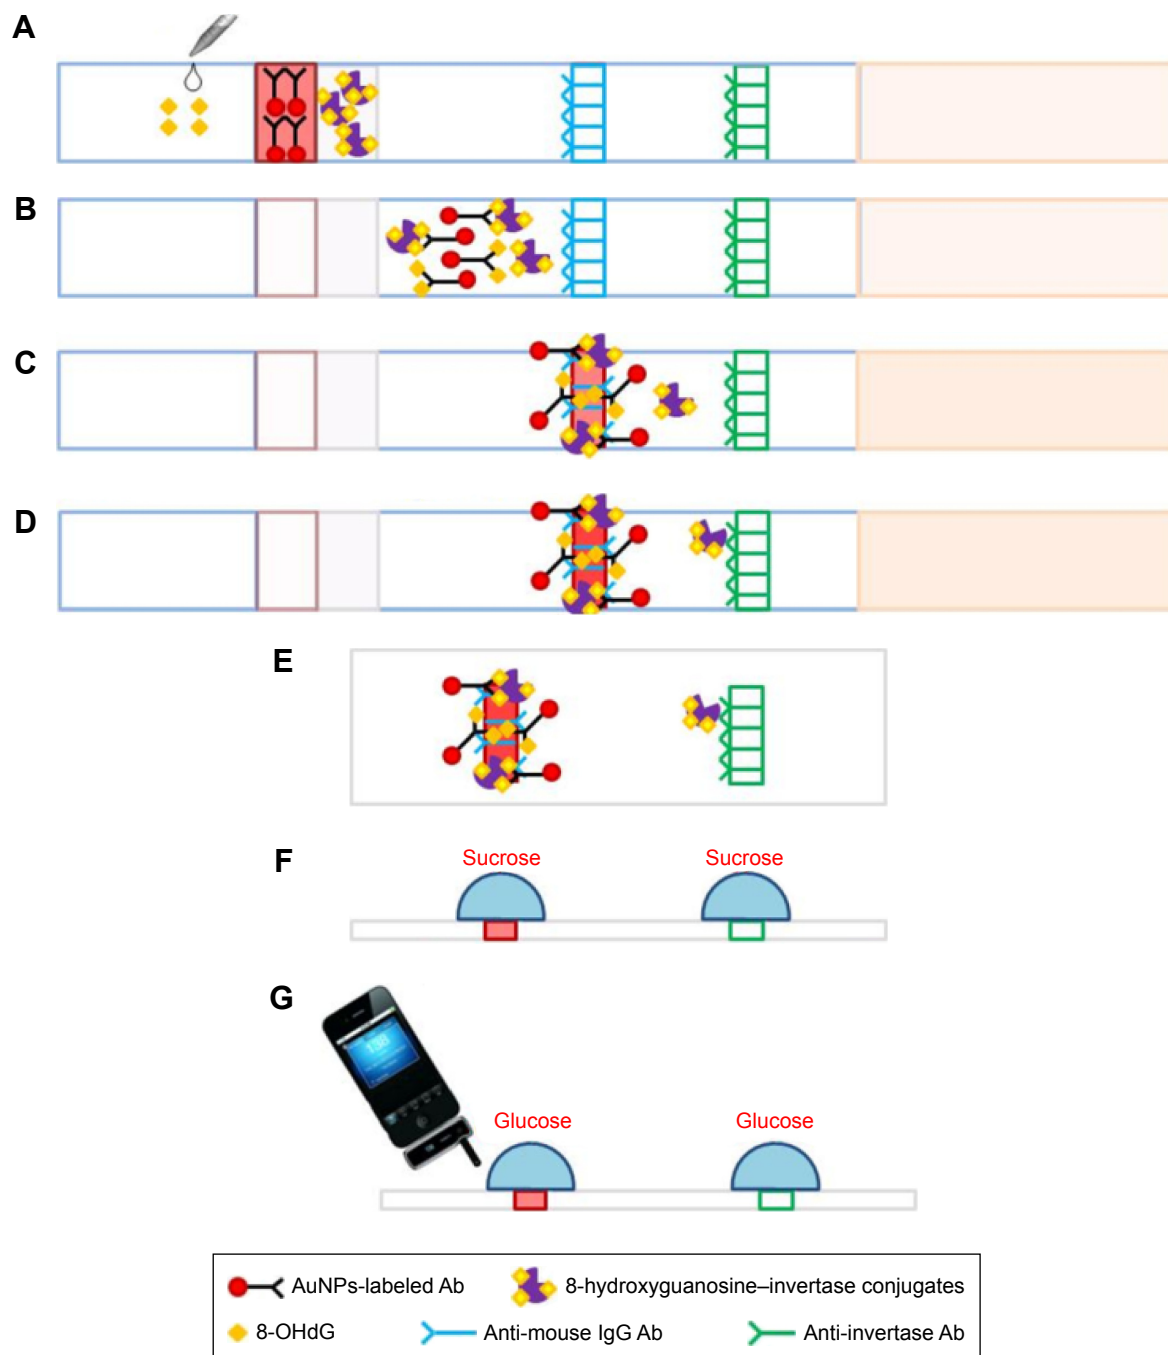 A
B
C
D
E
F
Sucrose Sucrose
G
138
Glucose Glucose
AuNPs-labeled Ab 8-hydroxyguanosine–invertase conjugates
8-OHdG Anti-mouse IgG Ab Anti-invertase Ab